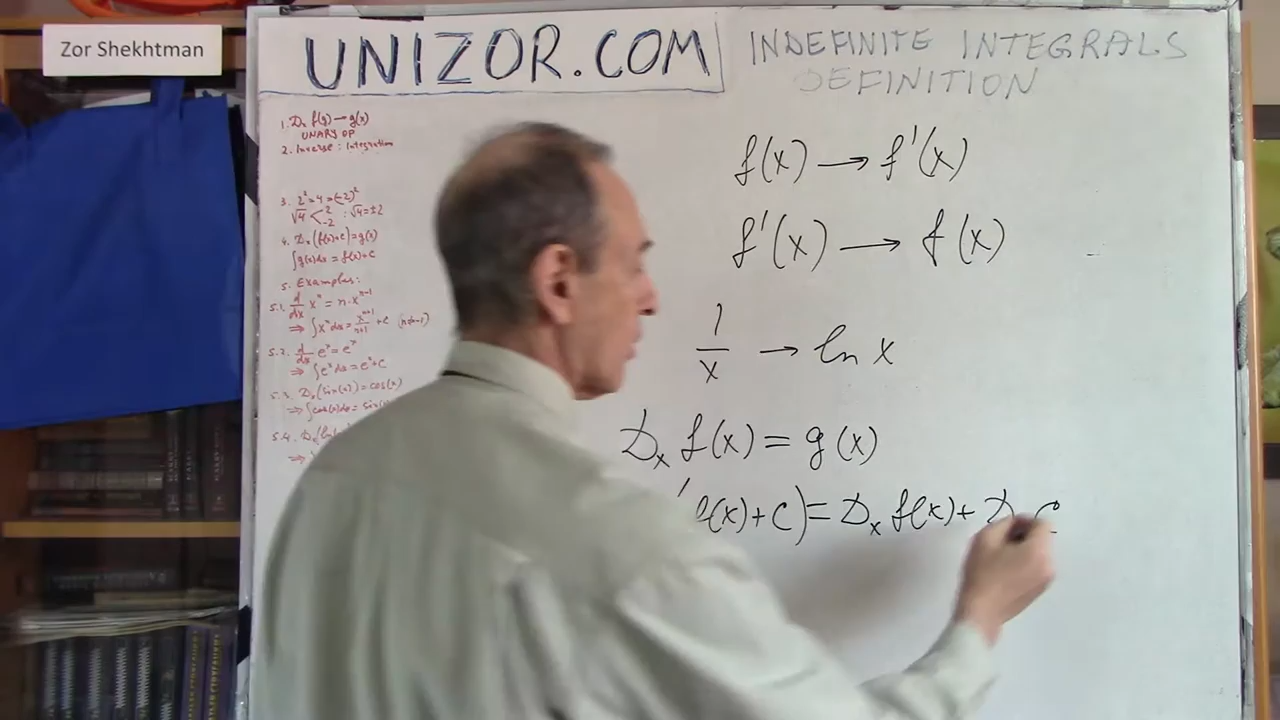 Zor Shekhtman
UNIZOR.COM
INDEFINITE INTEGRALS
DEFINITION
1. Dx f(x) → g(x)
UNARY OP
2. Inverse: Integration
3. 2² = 4 = (-2)²
√4 < 2 -2 : √4 = ±2
4. Dx (f(x)+c) = g(x)
∫g(x)dx = f(x)+c
5. Examples:
5.1. d/dx xⁿ = n·xⁿ⁻¹
⇒ ∫xⁿdx = xⁿ⁺¹/n+1 + c (n≠-1)
5.2. d/dx eˣ = eˣ
⇒ ∫eˣdx = eˣ+c
5.3. Dx(sin(x)) = cos(x)
⇒ ∫cos(x)dx = sin
5.4. Dx(ln
⇒
f(x) → f'(x)
f'(x) → f(x)
1/x → ln x
Dx f(x) = g(x)
f(x)+C) = Dx f(x) + D C